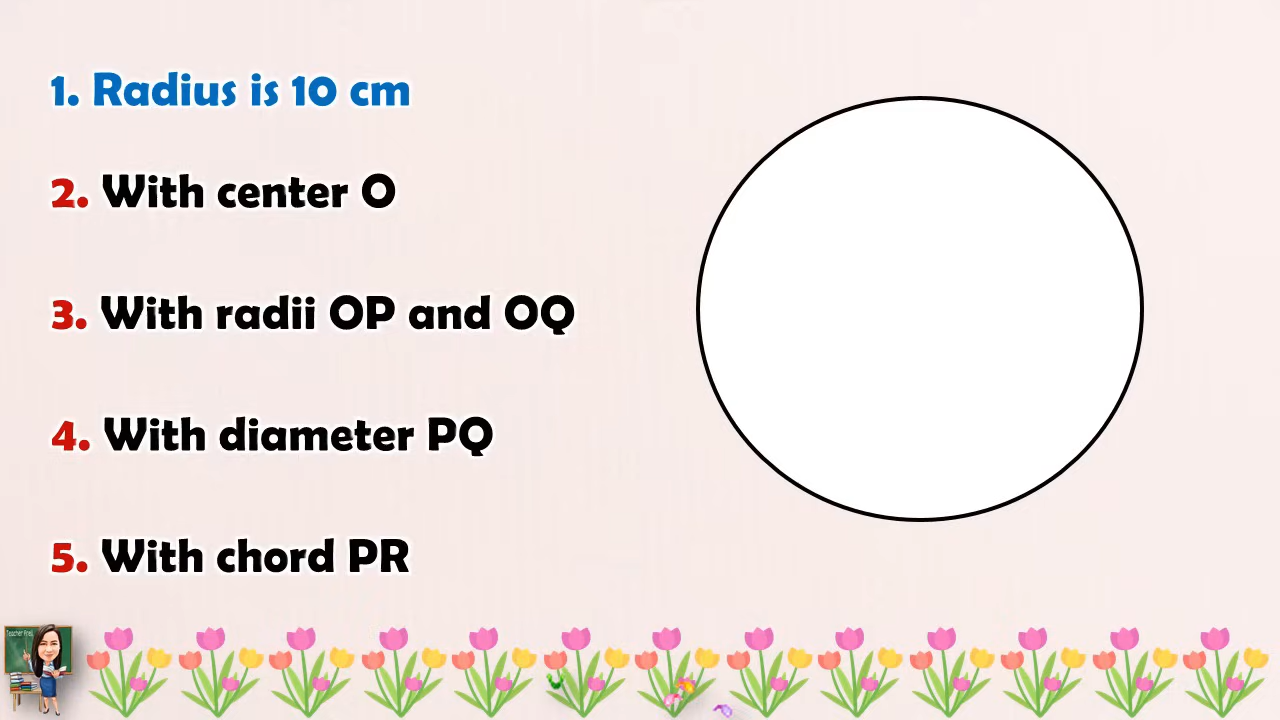 1. Radius is 10 cm
2. With center O
3. With radii OP and OQ
4. With diameter PQ
5. With chord PR